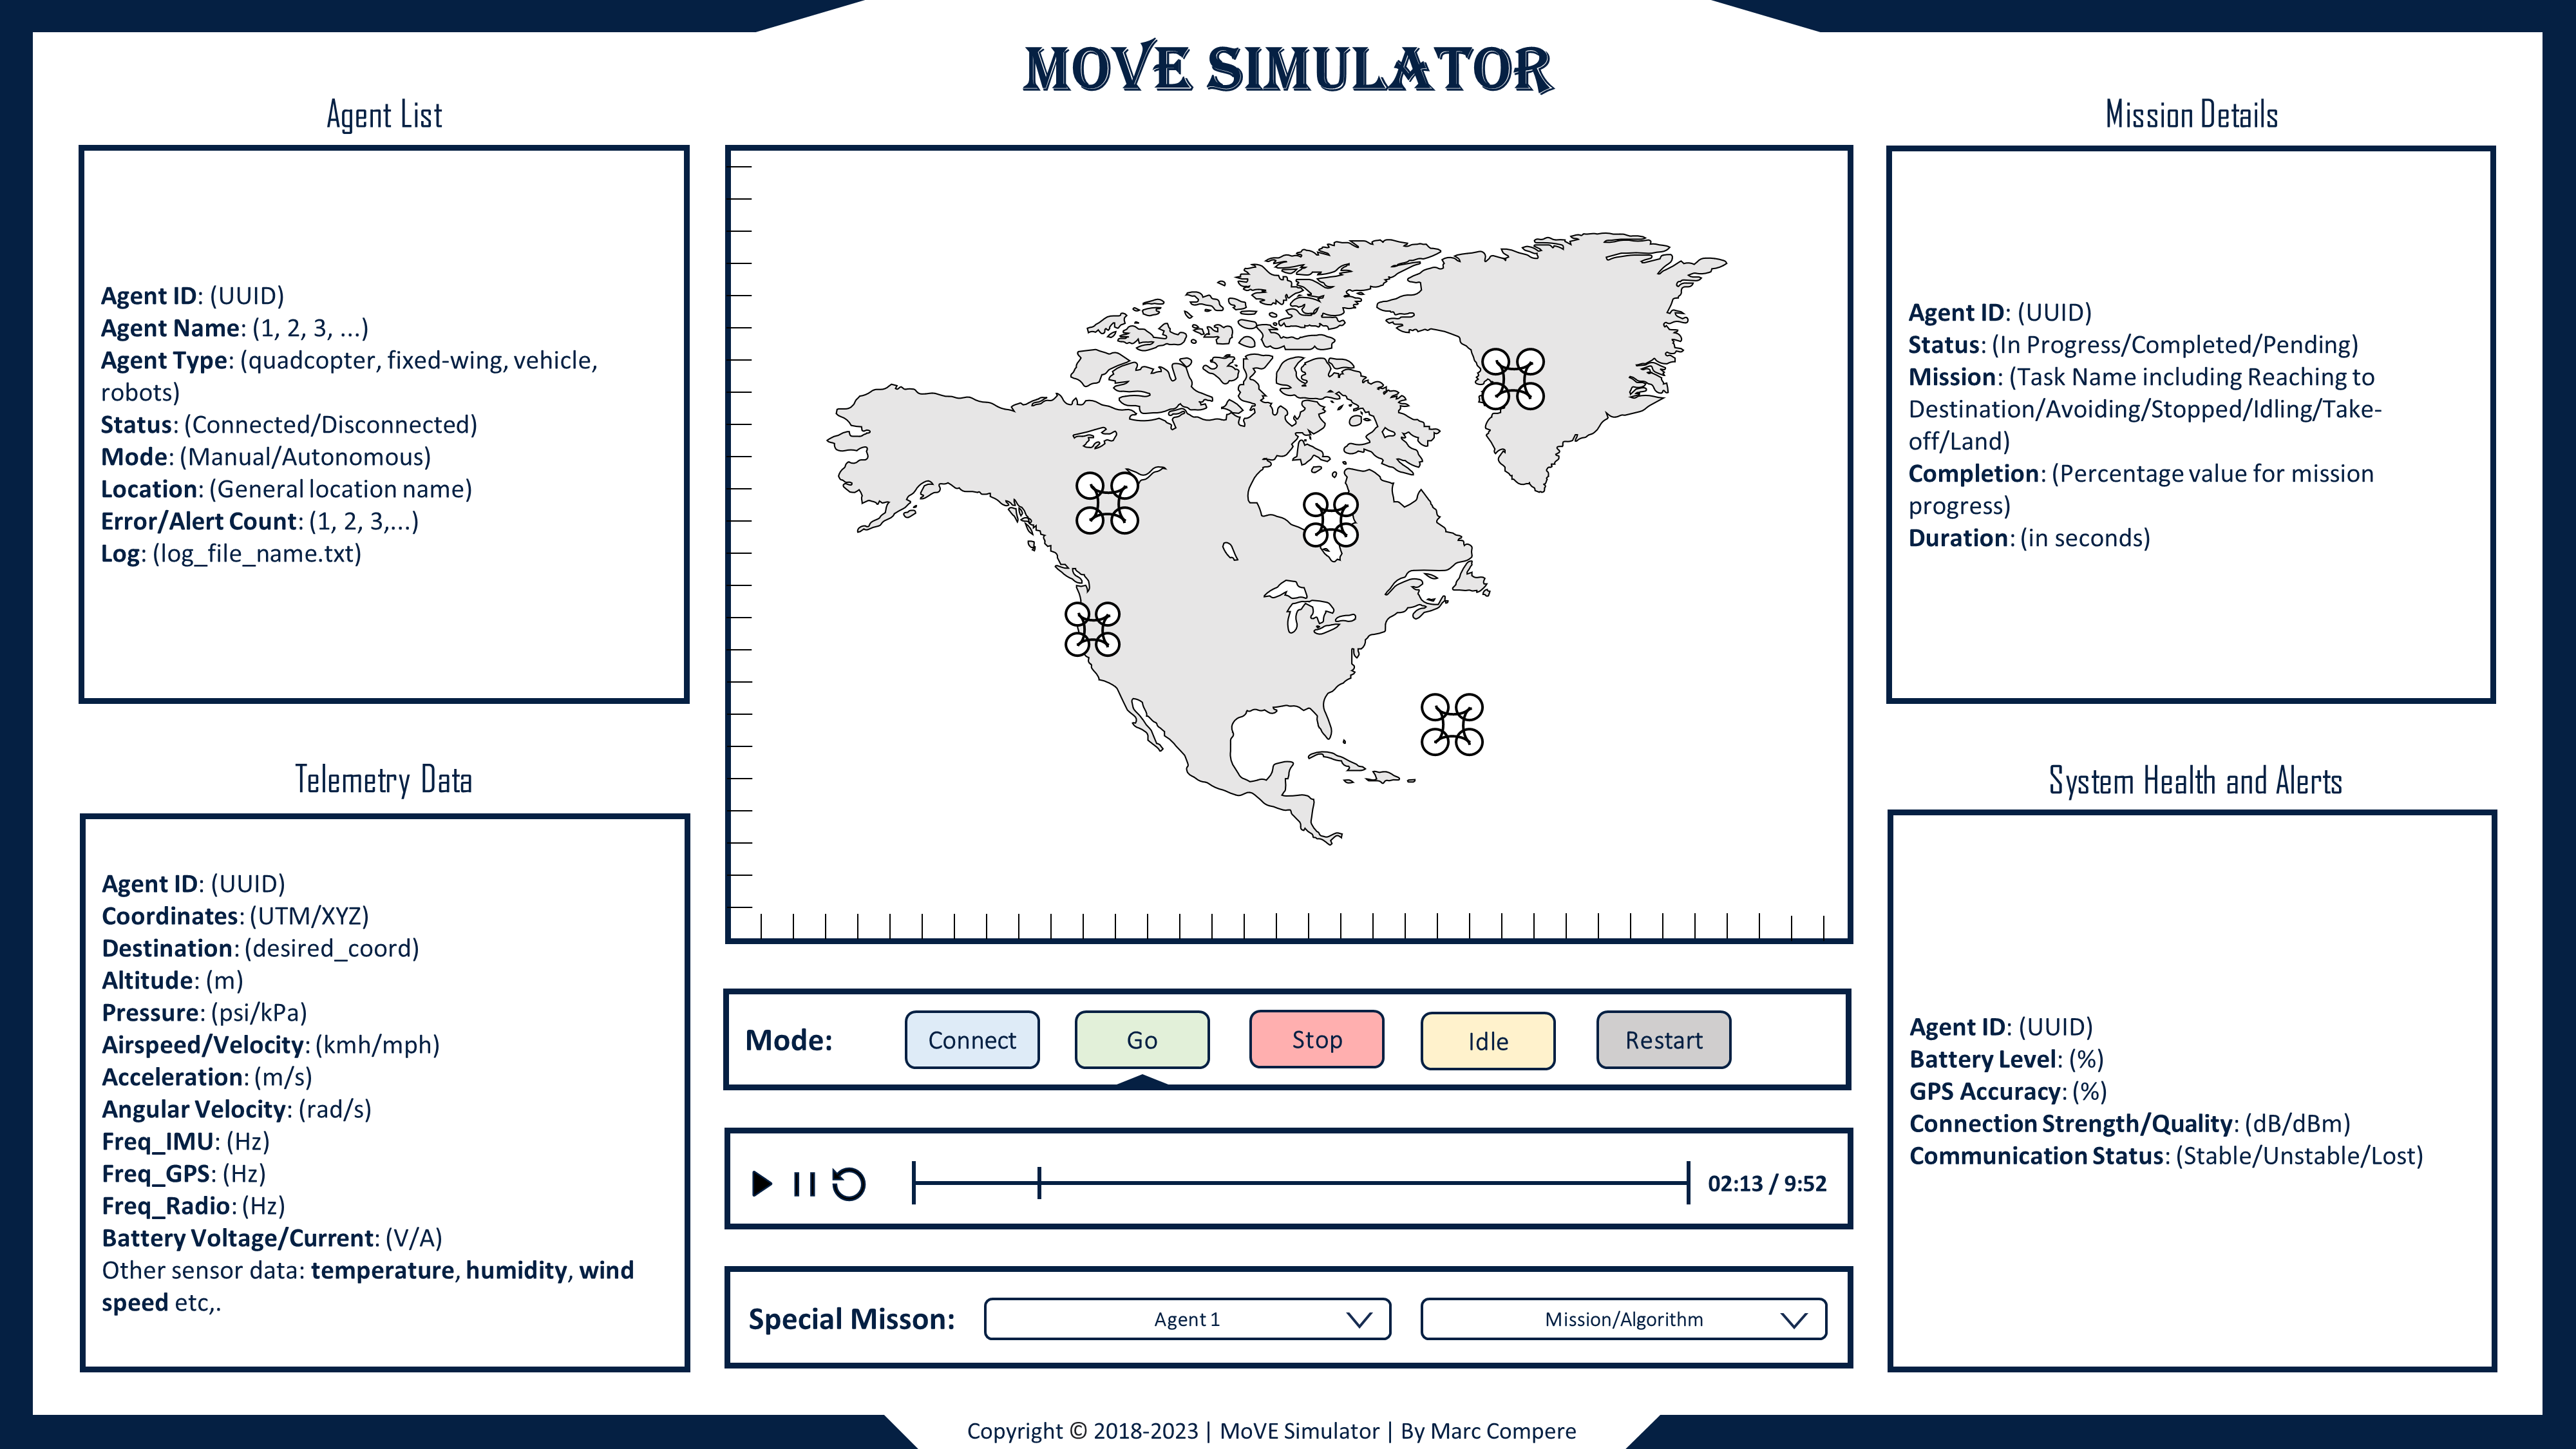 MOVE SIMULATOR
Agent List
Agent ID: (UUID)
Agent Name: (1, 2, 3, ...)
Agent Type: (quadcopter, fixed-wing, vehicle,
robots)
Status: (Connected/Disconnected)
Mode: (Manual/Autonomous)
Location: (General location name)
Error/Alert Count: (1, 2, 3,...)
Log: (log_file_name.txt)
Telemetry Data
Agent ID: (UUID)
Coordinates: (UTM/XYZ)
Destination: (desired_coord)
Altitude: (m)
Pressure: (psi/kPa)
Airspeed/Velocity: (kmh/mph)
Acceleration: (m/s)
Angular Velocity: (rad/s)
Freq_IMU: (Hz)
Freq_GPS: (Hz)
Freq_Radio: (Hz)
Battery Voltage/Current: (V/A)
Other sensor data: temperature, humidity, wind
speed etc,.
Mode: Connect Go Stop Idle Restart
02:13 / 9:52
Special Misson: Agent 1 Mission/Algorithm
Mission Details
Agent ID: (UUID)
Status: (In Progress/Completed/Pending)
Mission: (Task Name including Reaching to
Destination/Avoiding/Stopped/Idling/Take-
off/Land)
Completion: (Percentage value for mission
progress)
Duration: (in seconds)
System Health and Alerts
Agent ID: (UUID)
Battery Level: (%)
GPS Accuracy: (%)
Connection Strength/Quality: (dB/dBm)
Communication Status: (Stable/Unstable/Lost)
Copyright © 2018-2023 | MoVE Simulator | By Marc Compere